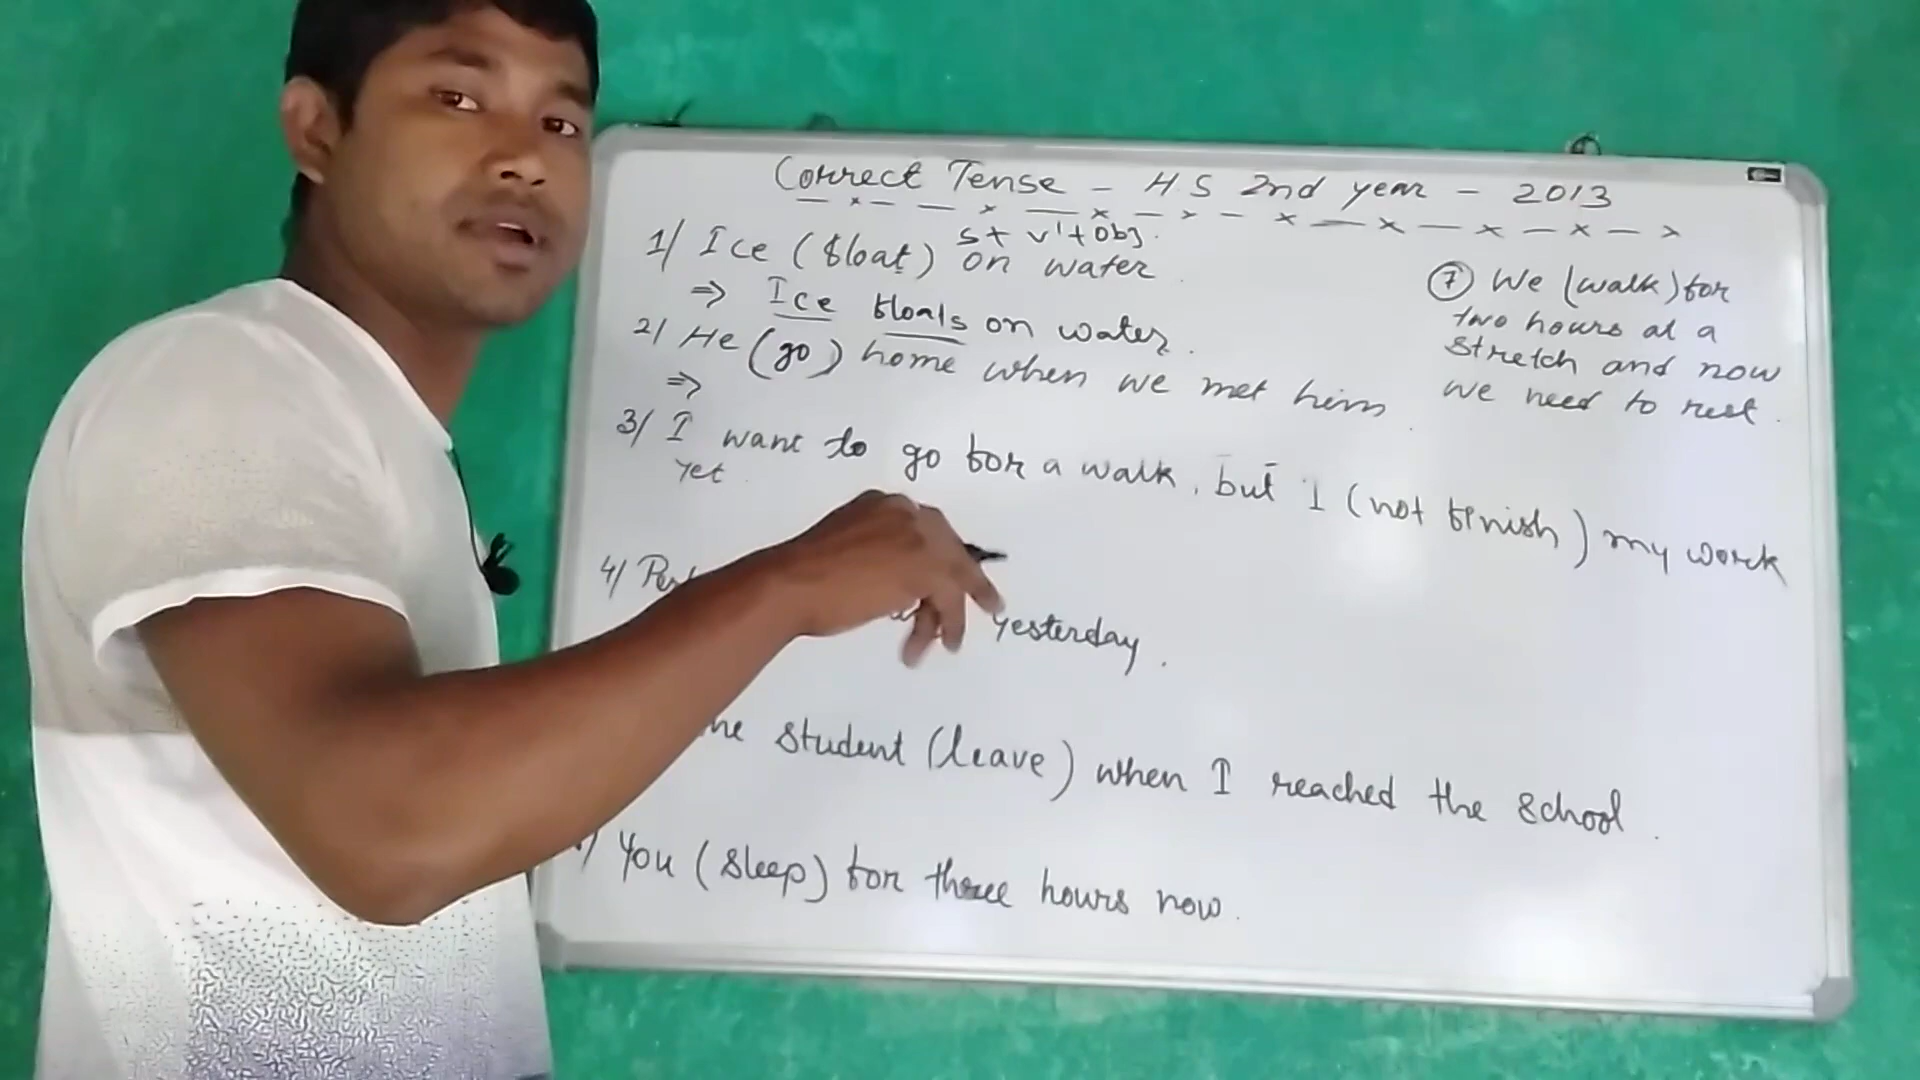 Correct Tense - H.S 2nd year - 2013
S + V¹ + Obj.
1/ Ice (float) on water.
⇒ Ice floats on water.
2/ He (go) home when we met him.
⇒
3/ I want to go for a walk, but I (not finish) my work
yet.
4/
yesterday.
student (leave) when I reached the school.
/ You (sleep) for three hours now.
⑦ We (walk) for
two hours at a
stretch and now
we need to rest.